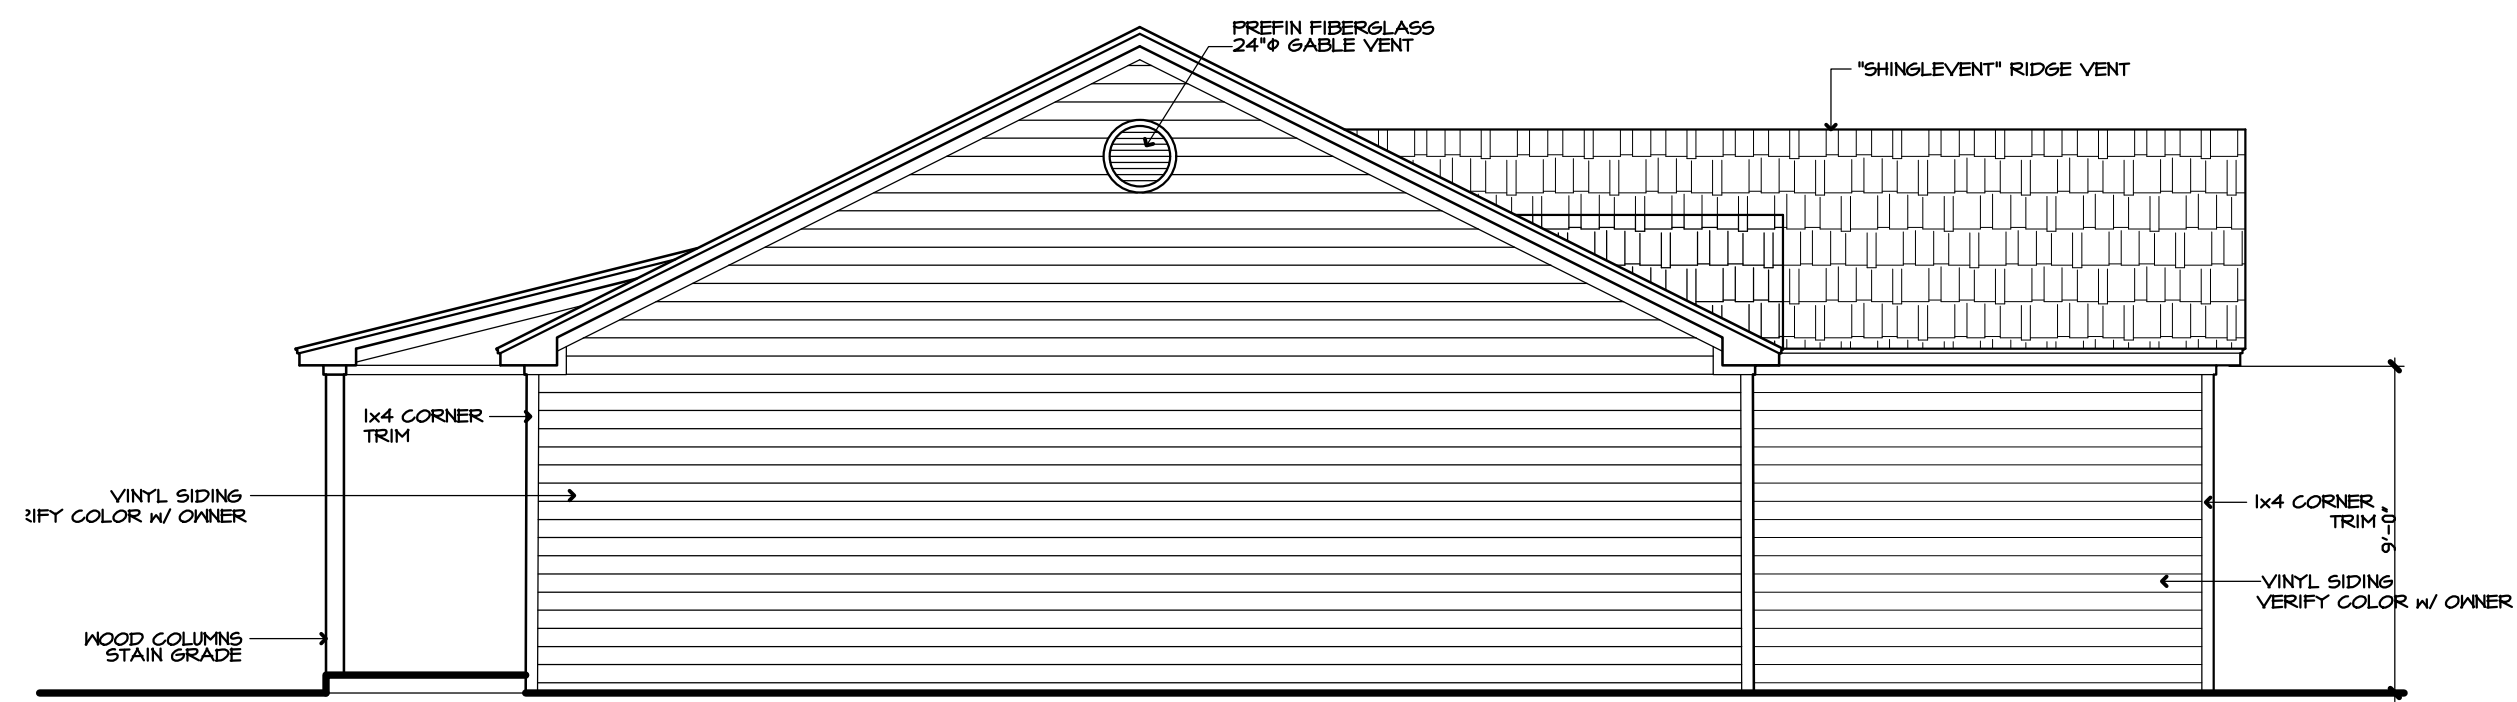 PREFIN FIBERGLASS
24"Φ GABLE VENT
"SHINGLEVENT" RIDGE VENT
1x4 CORNER
TRIM
VINYL SIDING
IFY COLOR w/ OWNER
WOOD COLUMNS
STAIN GRADE
1x4 CORNER
TRIM
9'-0"
VINYL SIDING
VERIFY COLOR w/ OWNER